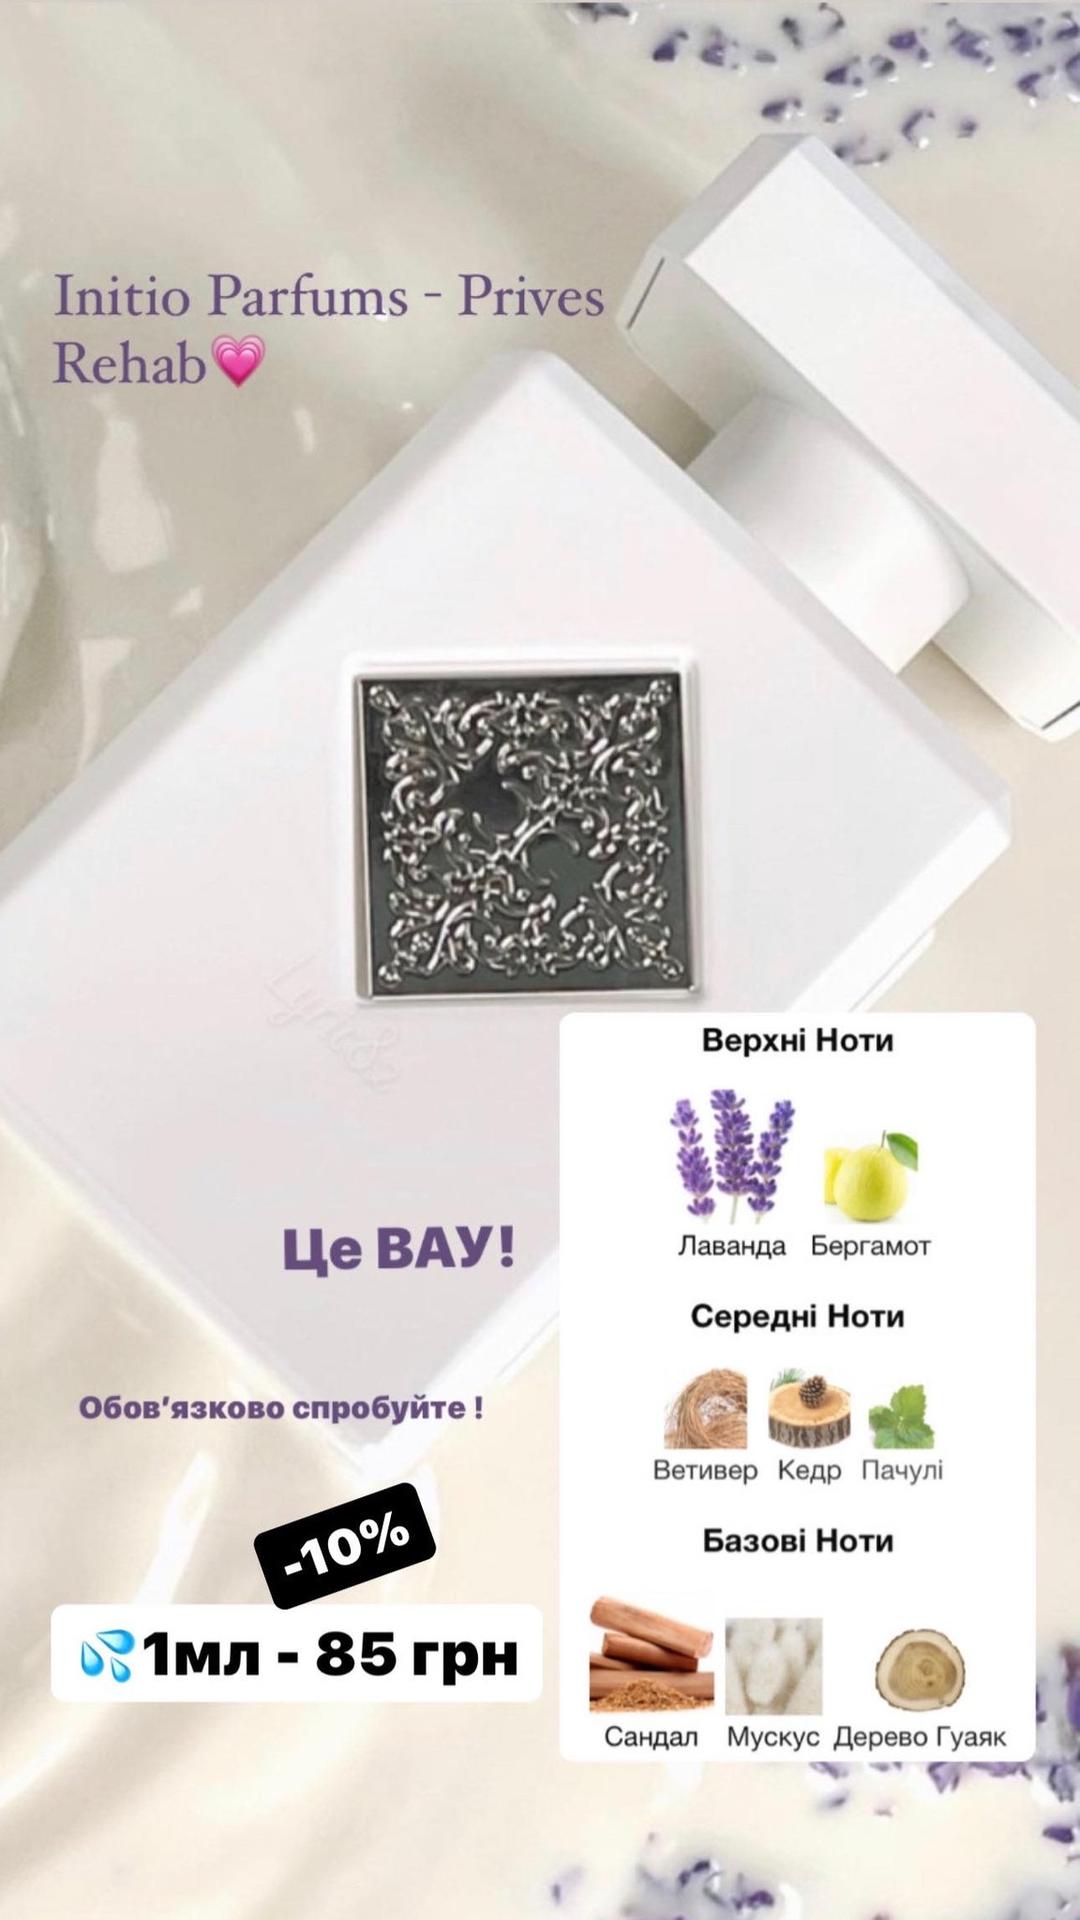 Initio Parfums - Prives
Rehab💗
Верхні Ноти
Лаванда Бергамот
Середні Ноти
Ветивер Кедр Пачулі
Базові Ноти
Сандал Мускус Дерево Гуаяк
Це ВАУ!
Обов’язково спробуйте !
-10%
💦1мл - 85 грн